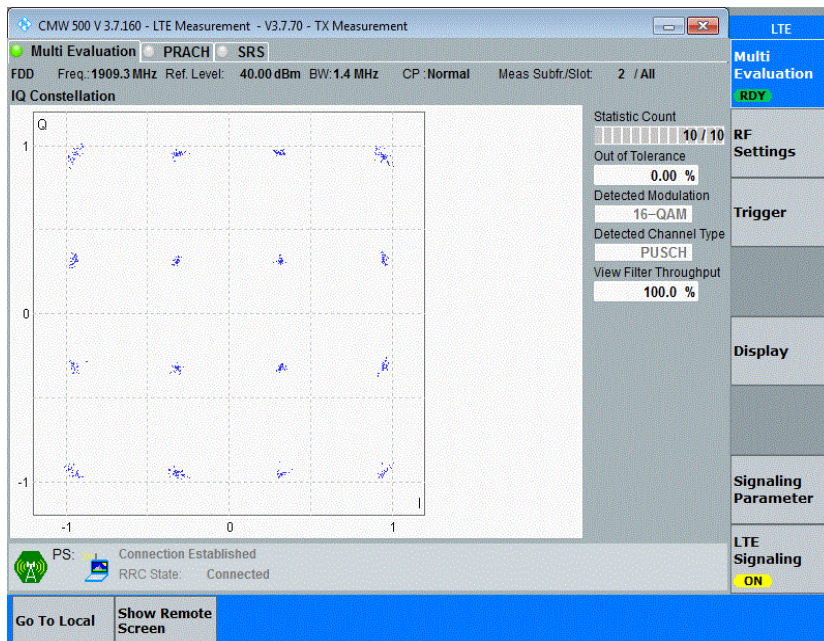 CMW 500 V 3.7.160 - LTE Measurement - V3.7.70 - TX Measurement
LTE
Multi Evaluation PRACH SRS
Multi
Evaluation
RDY
FDD Freq.:1909.3 MHz Ref. Level: 40.00 dBm BW:1.4 MHz CP :Normal Meas Subfr./Slot: 2 / All
IQ Constellation
Q
1
0
-1
I
-1 0 1
Statistic Count
10 / 10
Out of Tolerance
0.00 %
Detected Modulation
16-QAM
Detected Channel Type
PUSCH
View Filter Throughput
100.0 %
RF
Settings
Trigger
Display
Signaling
Parameter
LTE
Signaling
ON
PS: Connection Established
RRC State: Connected
Go To Local
Show Remote
Screen